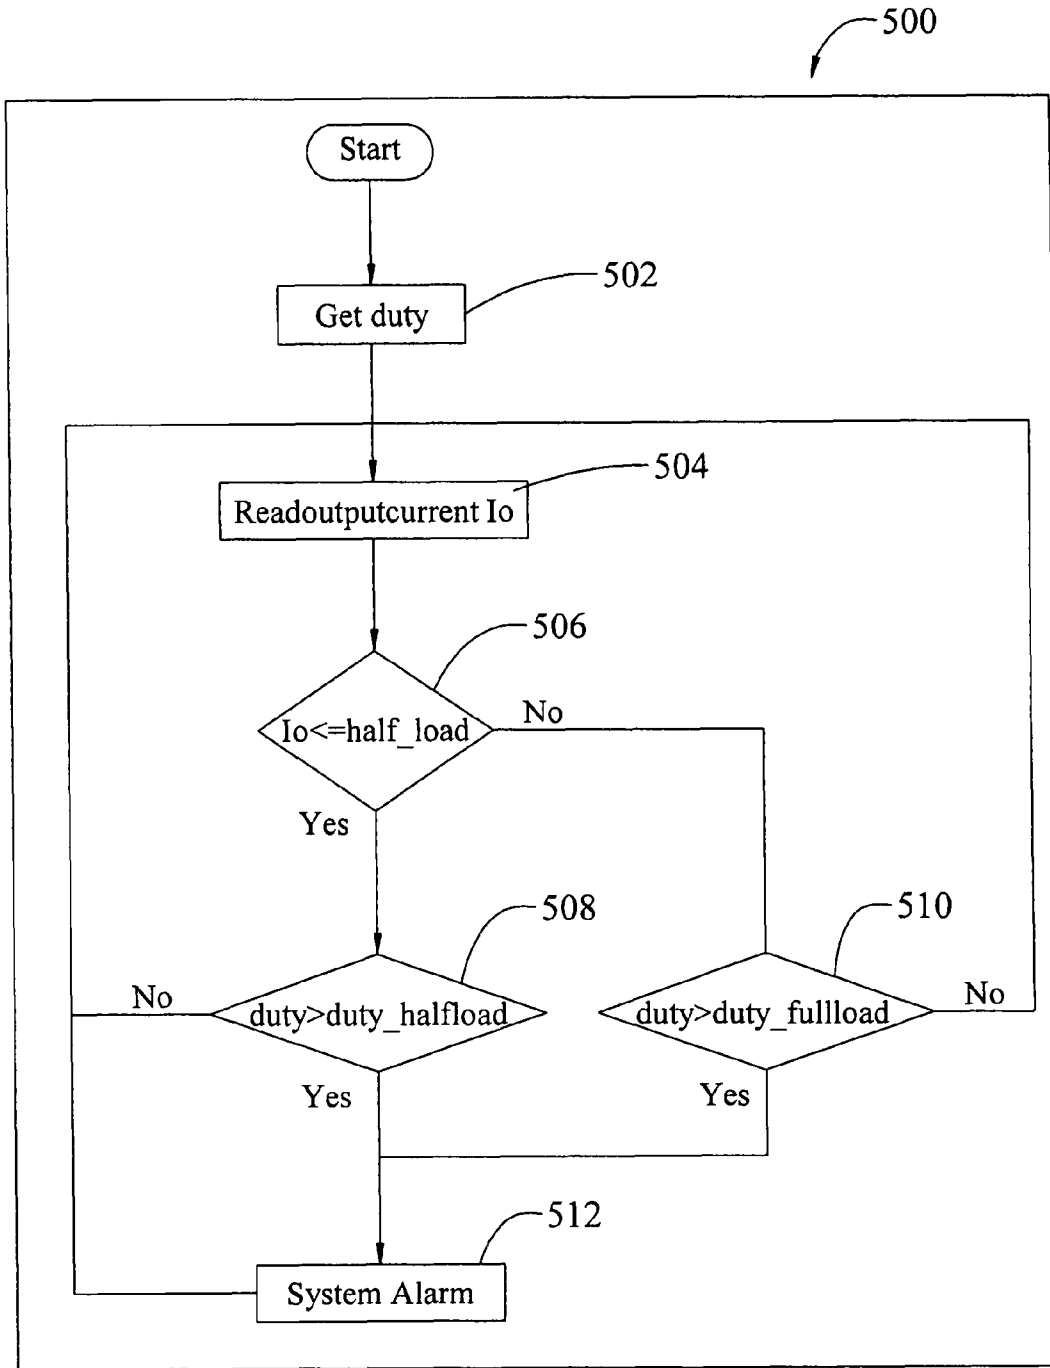 500
Start
502
Get duty
504
Readoutputcurrent Io
506
Io<=half_load
No
Yes
508
510
No
duty>duty_halfload
duty>duty_fullload
No
Yes
Yes
512
System Alarm